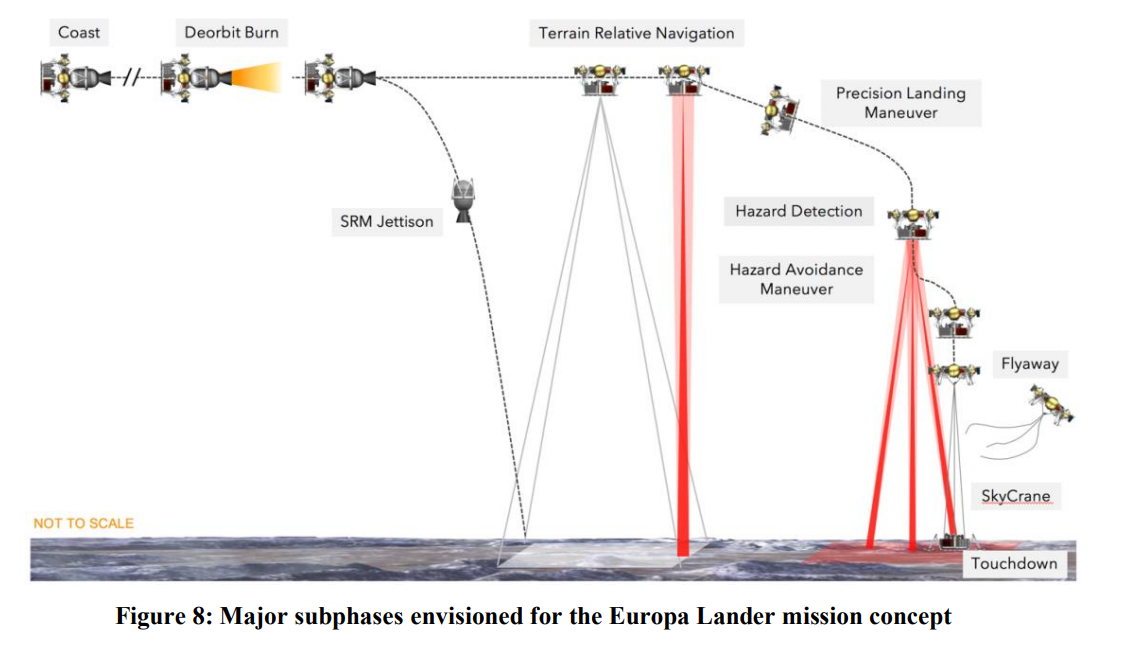 Coast
Deorbit Burn
Terrain Relative Navigation
Precision Landing
Maneuver
SRM Jettison
Hazard Detection
Hazard Avoidance
Maneuver
Flyaway
SkyCrane
NOT TO SCALE
Touchdown
Figure 8: Major subphases envisioned for the Europa Lander mission concept